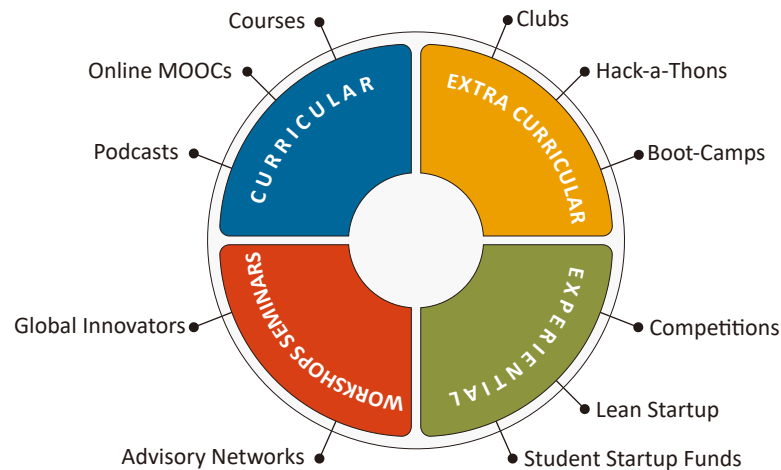 Courses
Clubs
Online MOOCs
Hack-a-Thons
Podcasts
Boot-Camps
CURRICULAR
EXTRA CURRICULAR
WORKSHOPS SEMINARS
EXPERIENTIAL
Global Innovators
Competitions
Lean Startup
Advisory Networks
Student Startup Funds